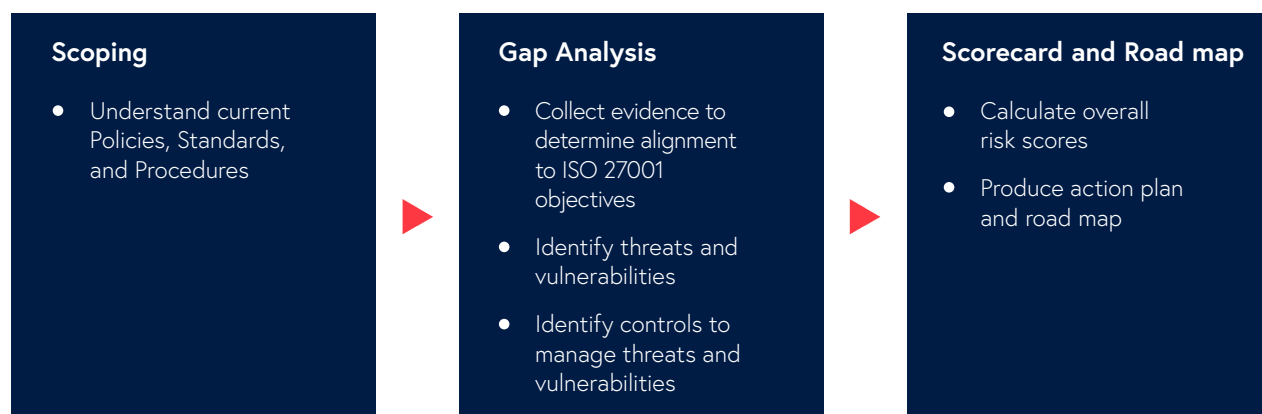 Scoping
• Understand current
Policies, Standards,
and Procedures
Gap Analysis
• Collect evidence to
determine alignment
to ISO 27001
objectives
• Identify threats and
vulnerabilities
• Identify controls to
manage threats and
vulnerabilities
Scorecard and Road map
• Calculate overall
risk scores
• Produce action plan
and road map